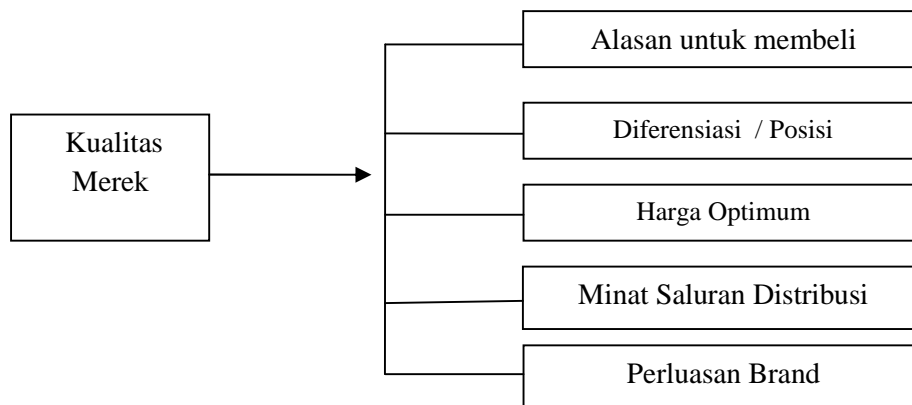 Alasan untuk membeli
Kualitas
Merek
Diferensiasi / Posisi
Harga Optimum
Minat Saluran Distribusi
Perluasan Brand